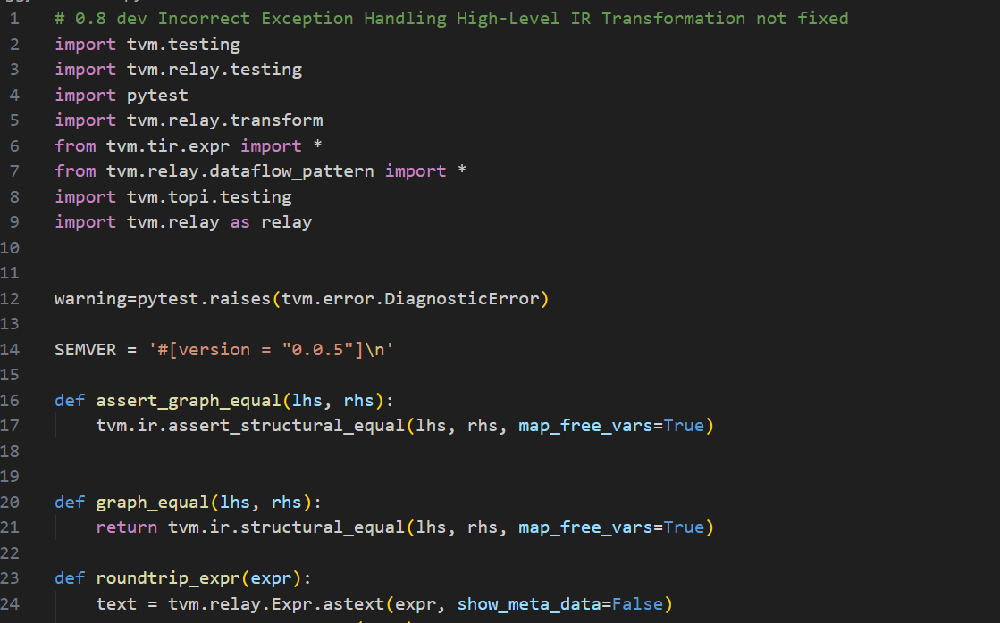 1 # 0.8 dev Incorrect Exception Handling High-Level IR Transformation not fixed
2 import tvm.testing
3 import tvm.relay.testing
4 import pytest
5 import tvm.relay.transform
6 from tvm.tir.expr import *
7 from tvm.relay.dataflow_pattern import *
8 import tvm.topi.testing
9 import tvm.relay as relay
10
11
12 warning=pytest.raises(tvm.error.DiagnosticError)
13
14 SEMVER = '#[version = "0.0.5"]\n'
15
16 def assert_graph_equal(lhs, rhs):
17     tvm.ir.assert_structural_equal(lhs, rhs, map_free_vars=True)
18
19
20 def graph_equal(lhs, rhs):
21     return tvm.ir.structural_equal(lhs, rhs, map_free_vars=True)
22
23 def roundtrip_expr(expr):
24     text = tvm.relay.Expr.astext(expr, show_meta_data=False)